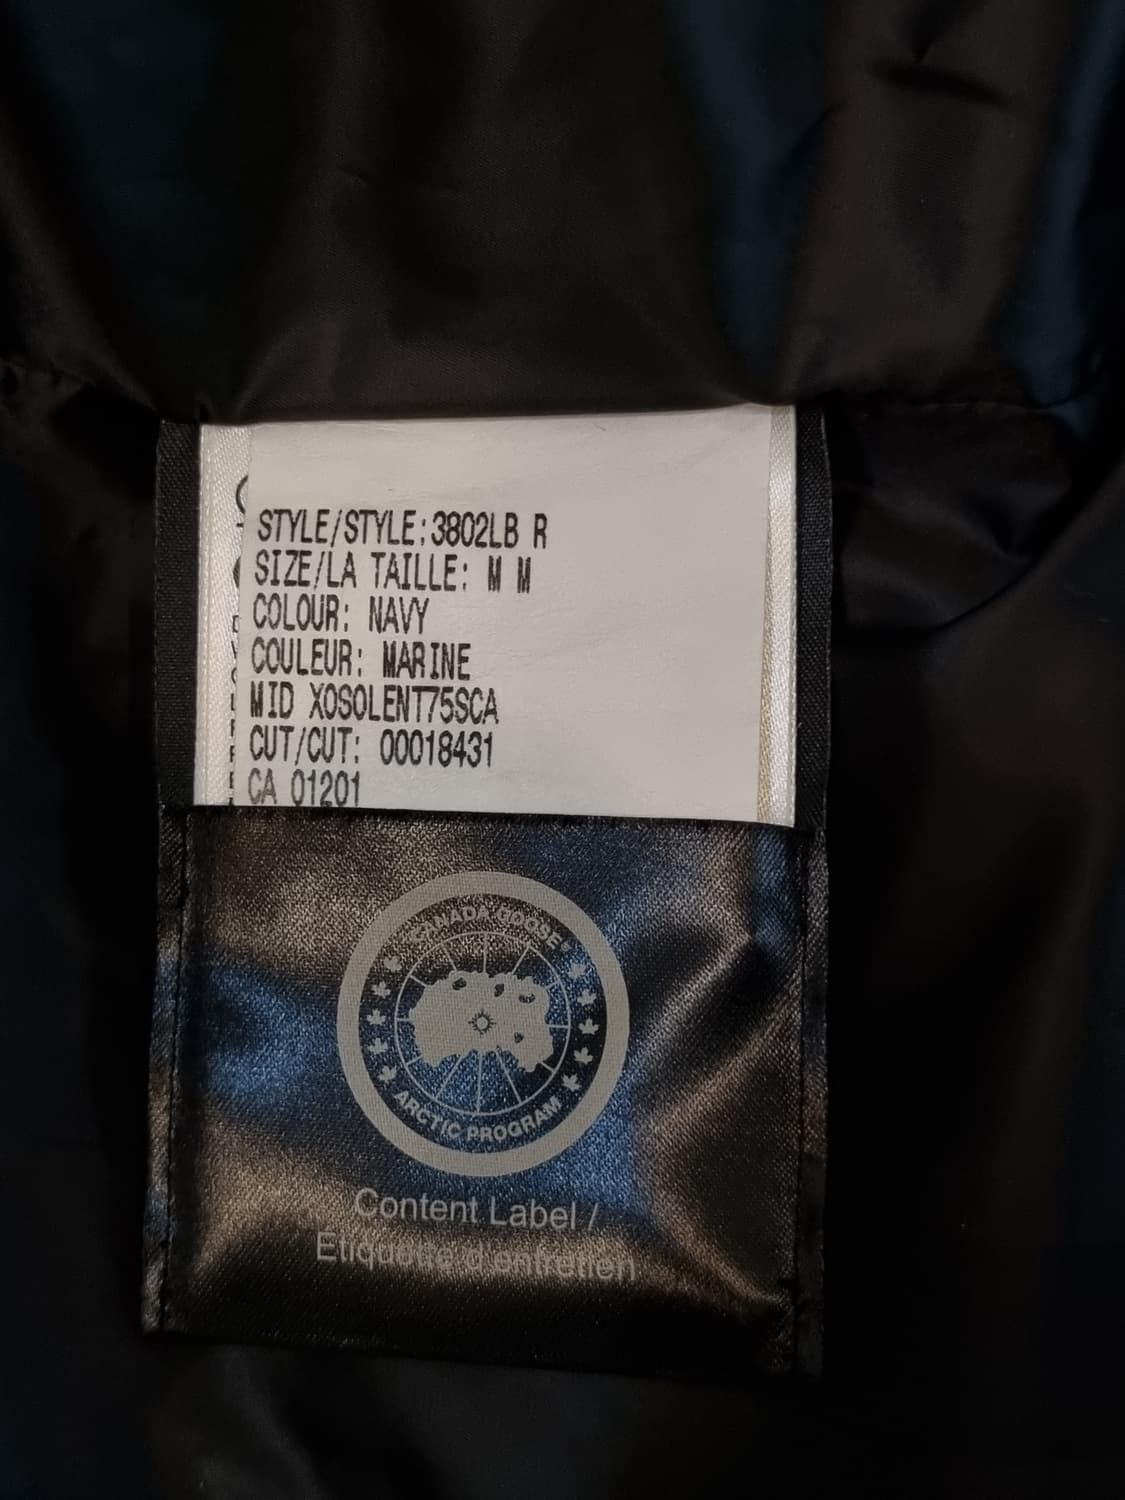 STYLE/STYLE:3802LB R
SIZE/LA TAILLE: M M
COLOUR: NAVY
COULEUR: MARINE
MID XOSOLENT75SCA
CUT/CUT: 00018431
CA 01201
CANADA GOOSE®
ARCTIC PROGRAM
Content Label /
Etiquette d'entretien